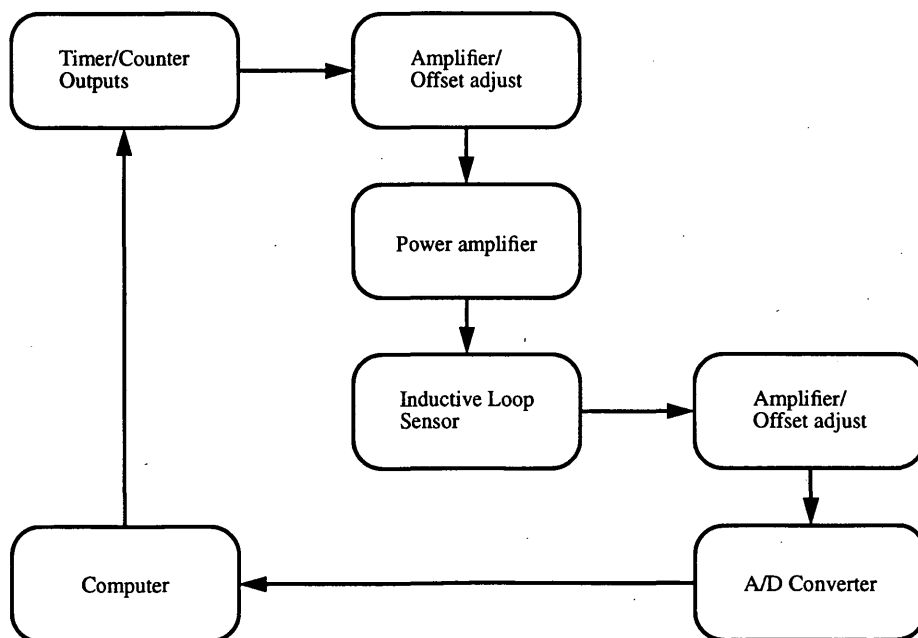 Timer/Counter
Outputs
Amplifier/
Offset adjust
Power amplifier
Inductive Loop
Sensor
Amplifier/
Offset adjust
Computer
A/D Converter